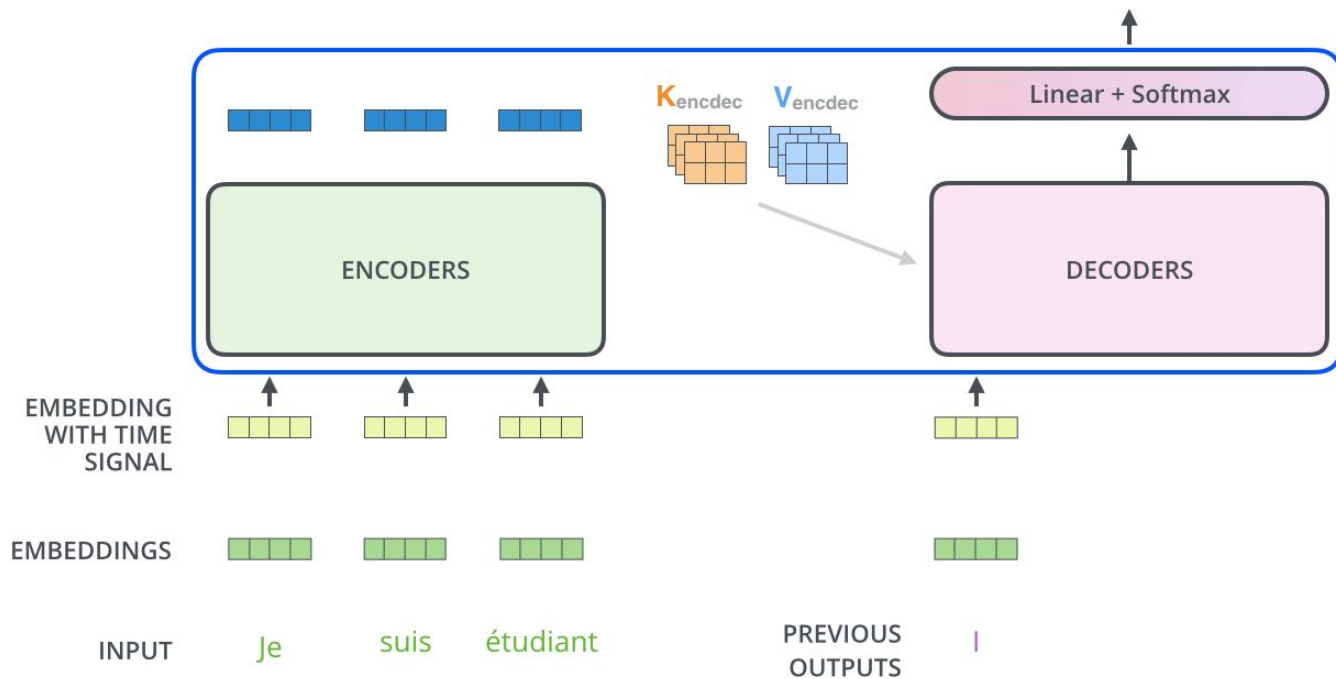 Kencdec
Vencdec
Linear + Softmax
ENCODERS
DECODERS
EMBEDDING
WITH TIME
SIGNAL
EMBEDDINGS
INPUT
Je
suis
étudiant
PREVIOUS
OUTPUTS
I